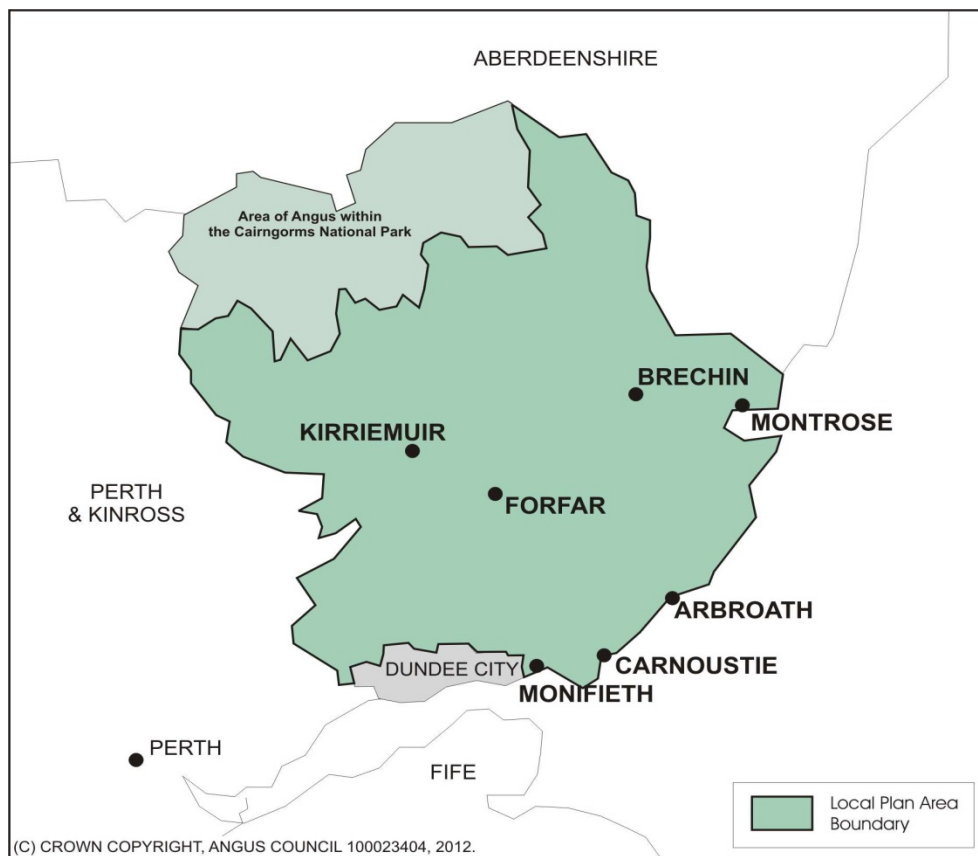 ABERDEENSHIRE
Area of Angus within
the Cairngorms National Park
BRECHIN
MONTROSE
KIRRIEMUIR
PERTH
& KINROSS
FORFAR
ARBROATH
CARNOUSTIE
DUNDEE CITY
MONIFIETH
PERTH
FIFE
Local Plan Area
Boundary
(C) CROWN COPYRIGHT, ANGUS COUNCIL 100023404, 2012.